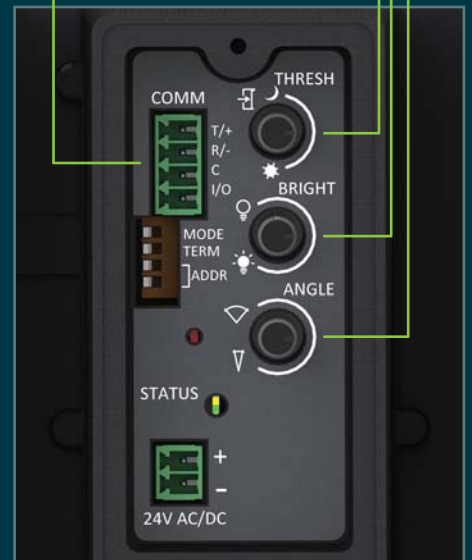 THRESH
COMM
T/+
R/-
C
I/O
BRIGHT
MODE
TERM
ADDR
ANGLE
STATUS
+
–
24V AC/DC